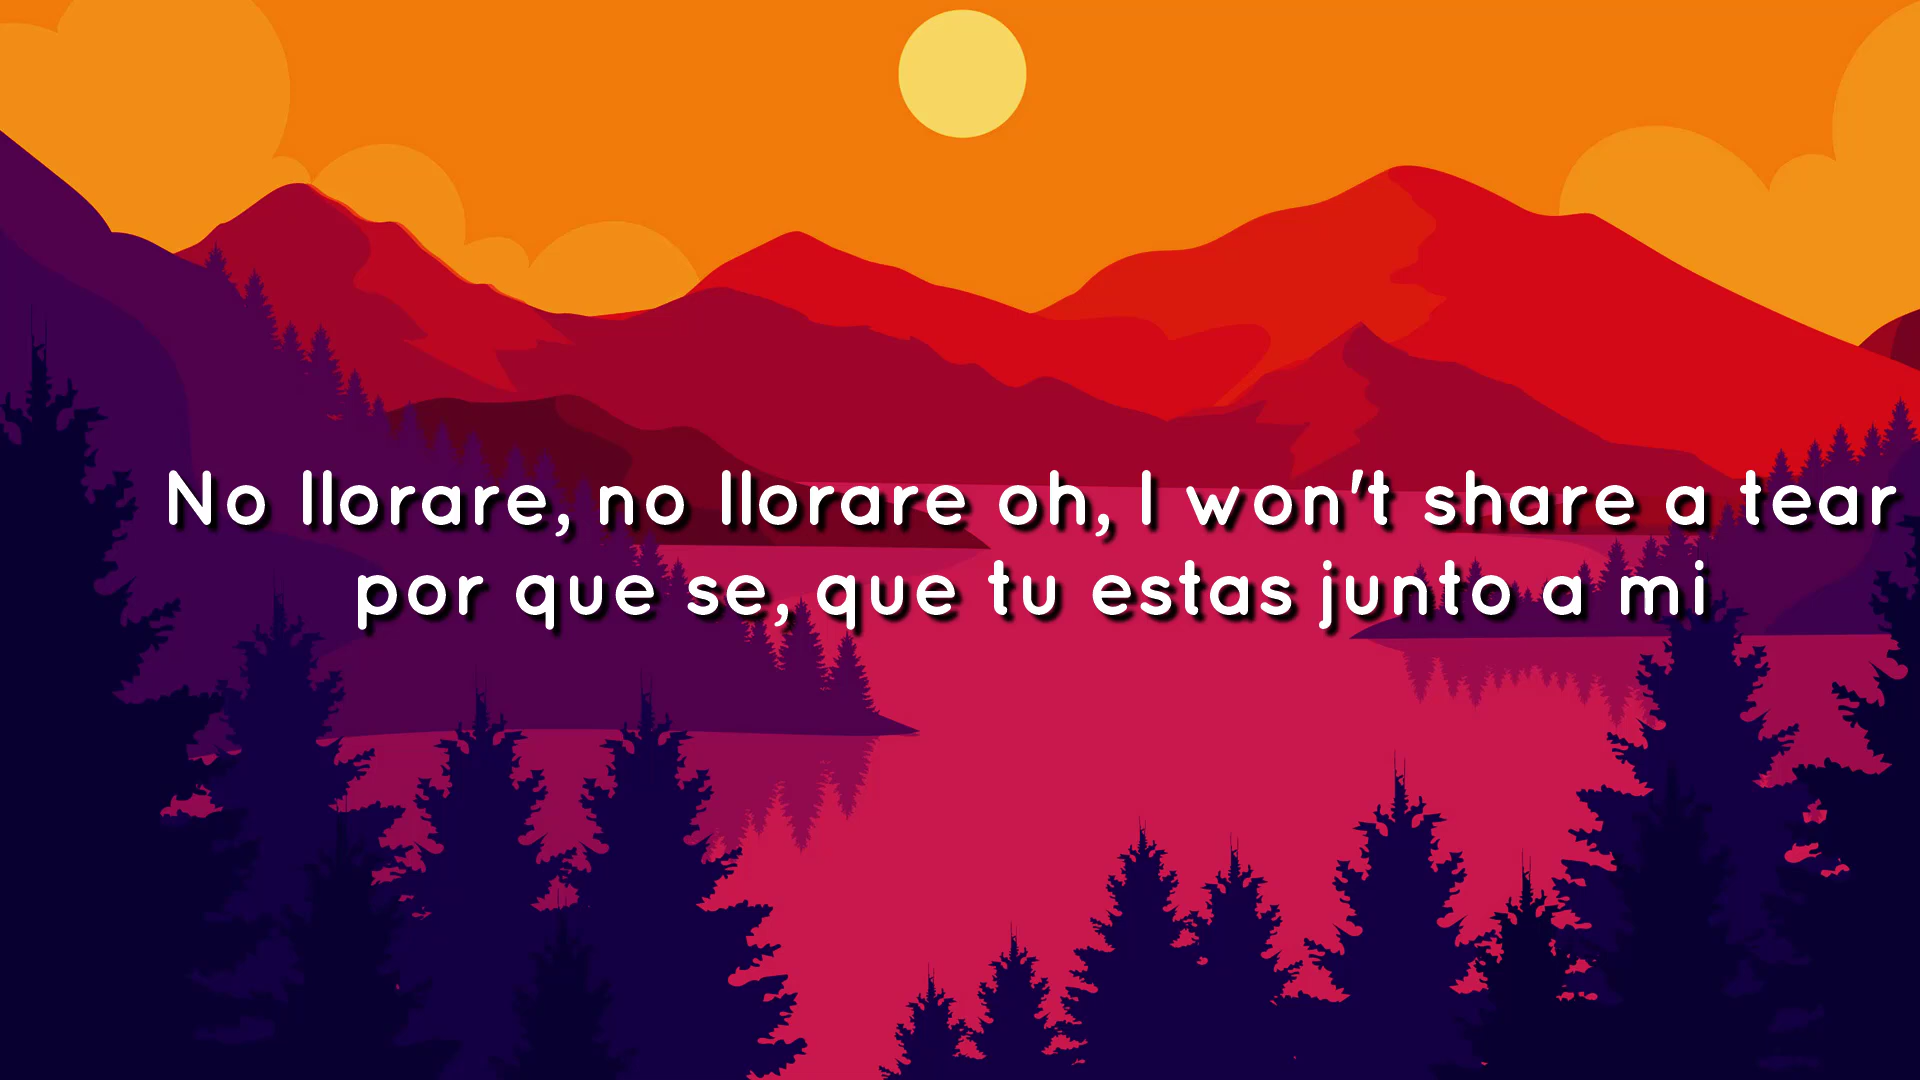 No llorare, no llorare oh, I won't share a tear
por que se, que tu estas junto a mi